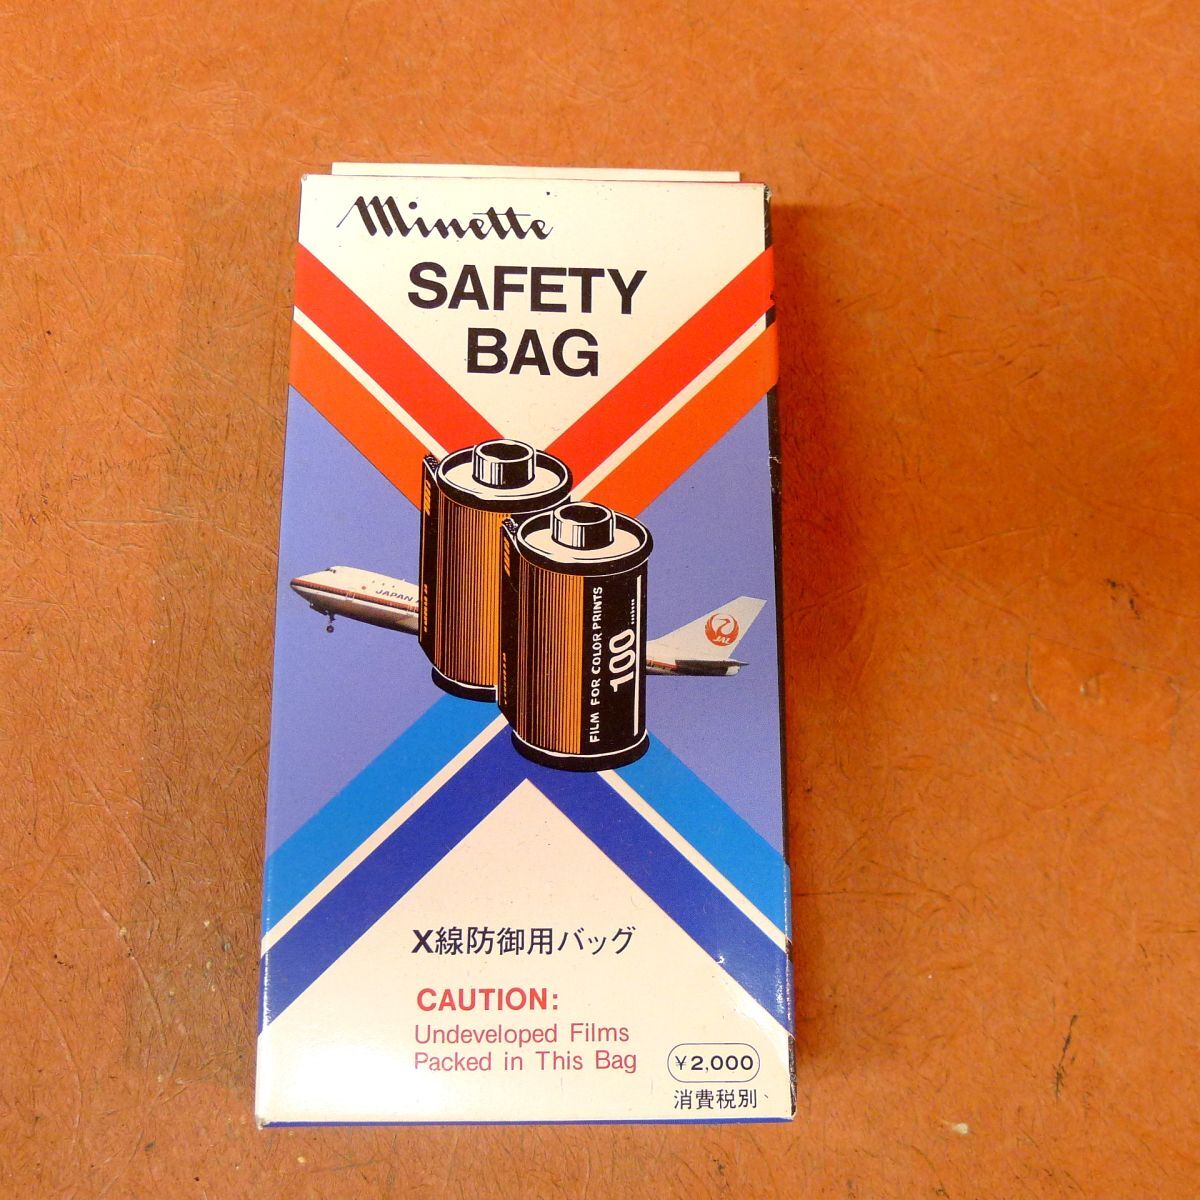 Minette
SAFETY
BAG
JAPAN
JAL
FILM FOR COLOR PRINTS
100
X線防御用バッグ
CAUTION:
Undeveloped Films
Packed in This Bag
¥2,000
消費税別